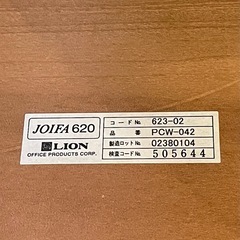 JOIFA 620
LION
OFFICE PRODUCTS CORP.
コード№ 623-02
品番 PCW-042
製造ロット№ 02380104
検査コード№ 505644